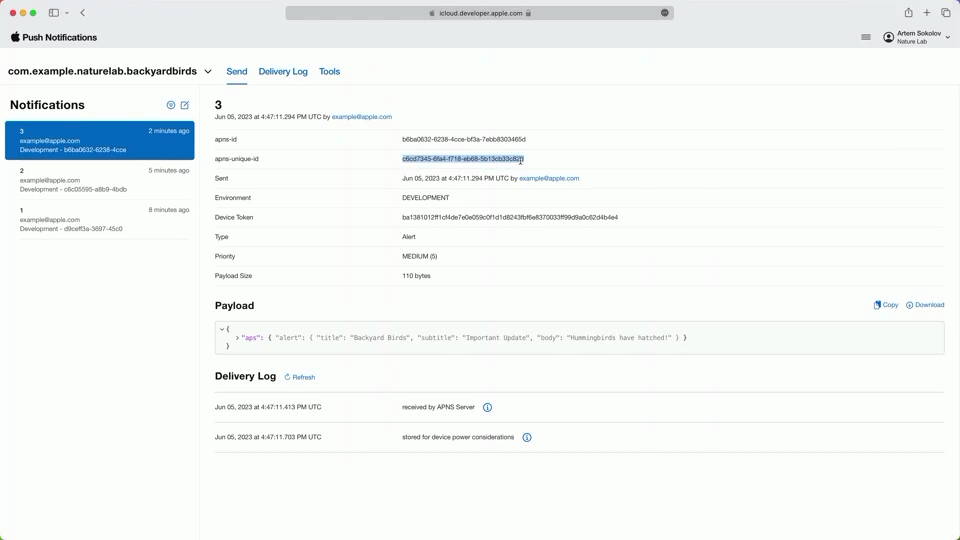 icloud.developer.apple.com
Push Notifications
Artem Sokolov
Nature Lab
com.example.naturelab.backyardbirds
Send
Delivery Log
Tools
Notifications
3
2 minutes ago
example@apple.com
Development - b6ba0632-6238-4cce
2
5 minutes ago
example@apple.com
Development - c6c05595-a8b9-4bdb
1
8 minutes ago
example@apple.com
Development - d9ceff3a-3697-45c0
3
Jun 05, 2023 at 4:47:11.294 PM UTC by example@apple.com
apns-id
b6ba0632-6238-4cce-bf3a-7ebb8303465d
apns-unique-id
Sent
Jun 05, 2023 at 4:47:11.294 PM UTC by example@apple.com
Environment
DEVELOPMENT
Device Token
Type
Alert
Priority
MEDIUM (5)
Payload Size
110 bytes
Payload
Copy
Download
{
"aps": { "alert": { "title": "Backyard Birds", "subtitle": "Important Update", "body": "Hummingbirds have hatched!" } }
}
Delivery Log
Refresh
Jun 05, 2023 at 4:47:11.413 PM UTC
received by APNS Server
Jun 05, 2023 at 4:47:11.703 PM UTC
stored for device power considerations